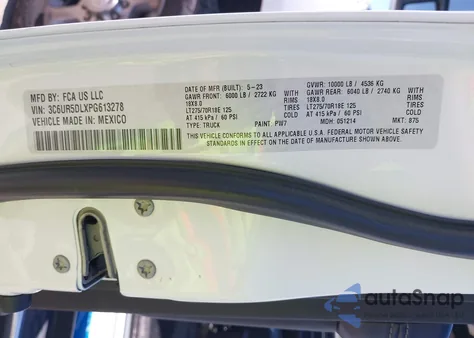 MFD BY: FCA US LLC
VIN: 3C6UR5DLXPG613278
VEHICLE MADE IN: MEXICO
DATE OF MFR (BUILT): 5-23 GVWR: 10000 LB / 4536 KG
GAWR FRONT: 6000 LB / 2722 KG WITH GAWR REAR: 6040 LB / 2740 KG WITH
18X8.0 RIMS 18X8.0 RIMS
LT275/70R18E 125 TIRES LT275/70R18E 125 TIRES
AT 415 kPa / 60 PSI AT 415 kPa / 60 PSI
TYPE: TRUCK PAINT: PW7 MDH: 051214 MKT: 875
THIS VEHICLE CONFORMS TO ALL APPLICABLE U.S.A. FEDERAL MOTOR VEHICLE SAFETY
STANDARDS IN EFFECT ON THE DATE OF MANUFACTURE SHOWN ABOVE
autoSnap